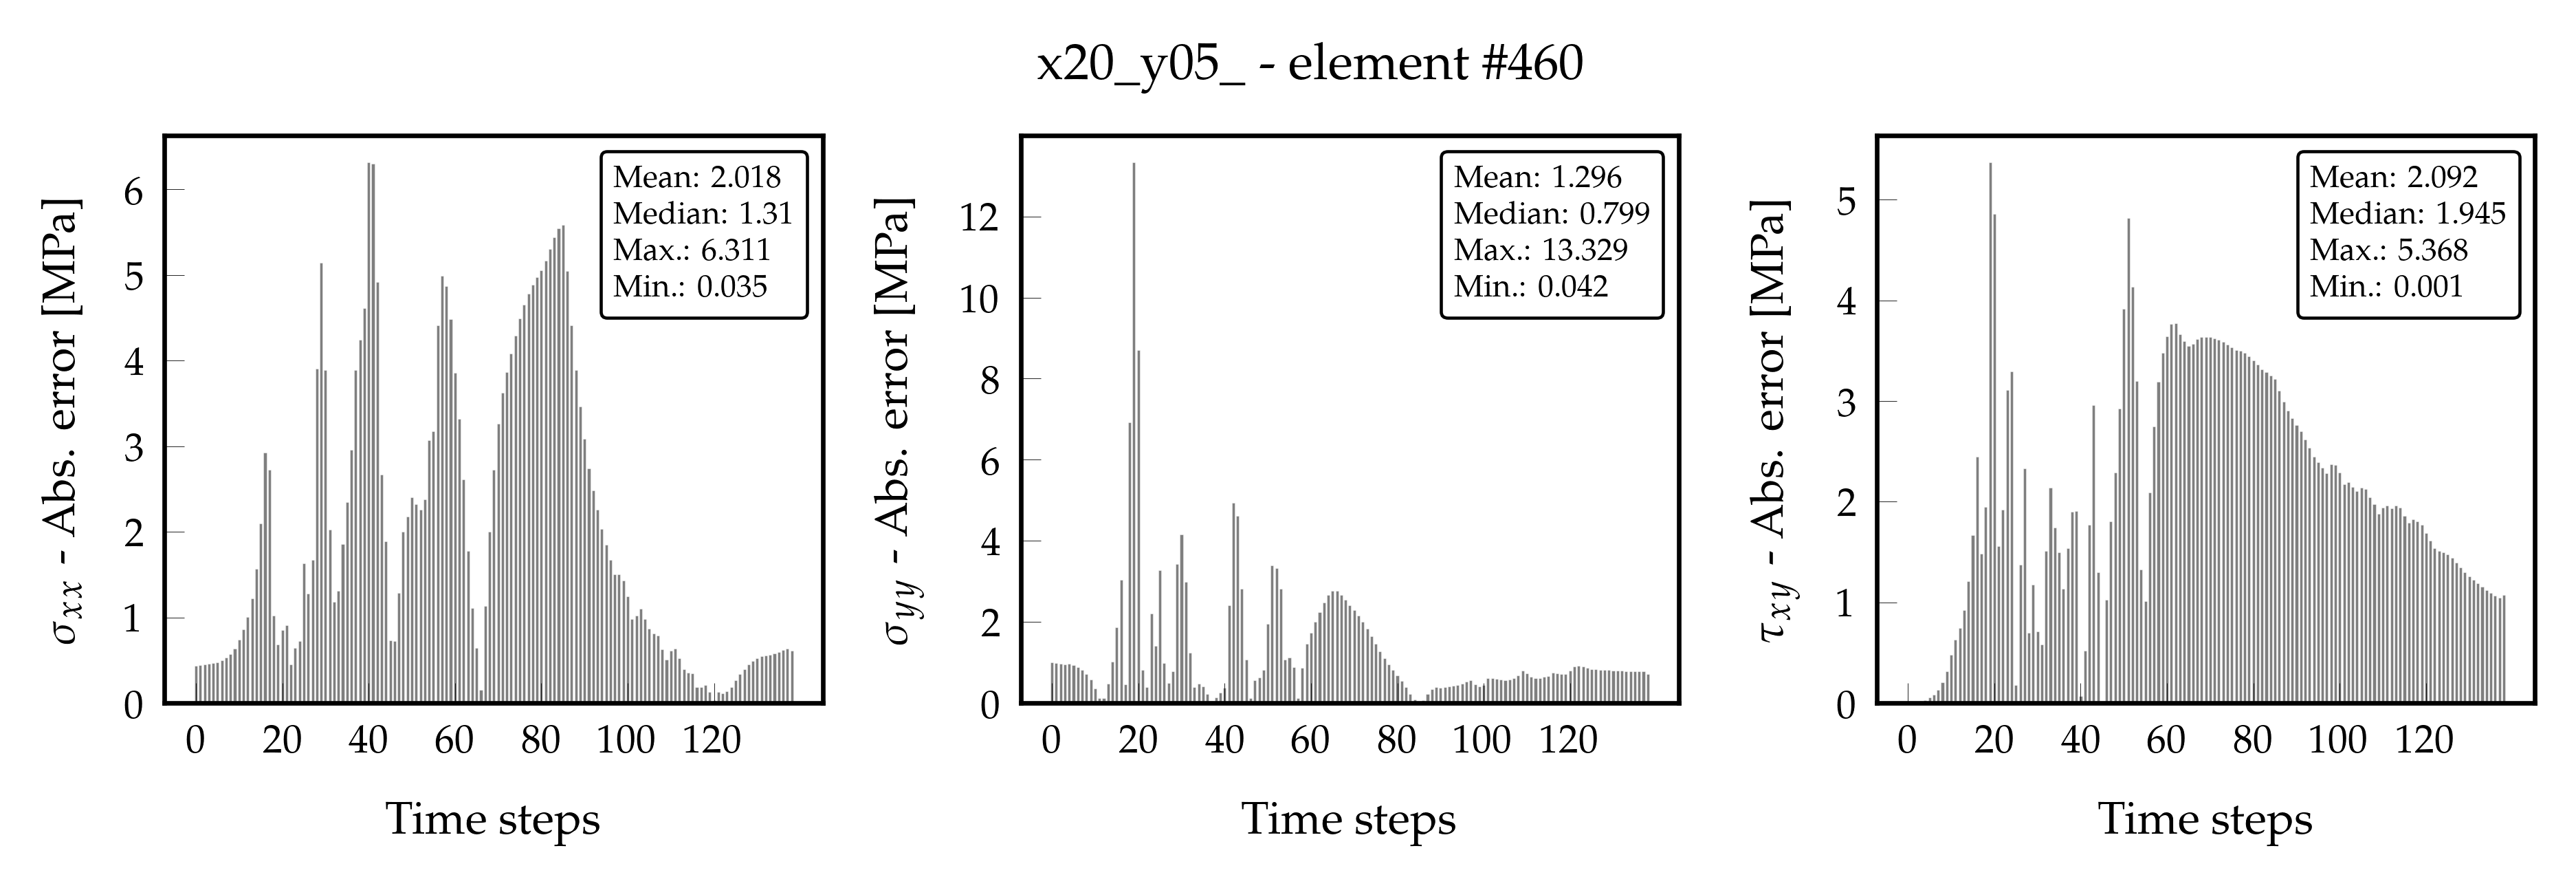 x20_y05_ - element #460
σxx - Abs. error [MPa]
6
5
4
3
2
1
0
Mean: 2.018
Median: 1.31
Max.: 6.311
Min.: 0.035
0 20 40 60 80 100 120
Time steps
σyy - Abs. error [MPa]
12
10
8
6
4
2
0
Mean: 1.296
Median: 0.799
Max.: 13.329
Min.: 0.042
0 20 40 60 80 100 120
Time steps
τxy - Abs. error [MPa]
5
4
3
2
1
0
Mean: 2.092
Median: 1.945
Max.: 5.368
Min.: 0.001
0 20 40 60 80 100 120
Time steps